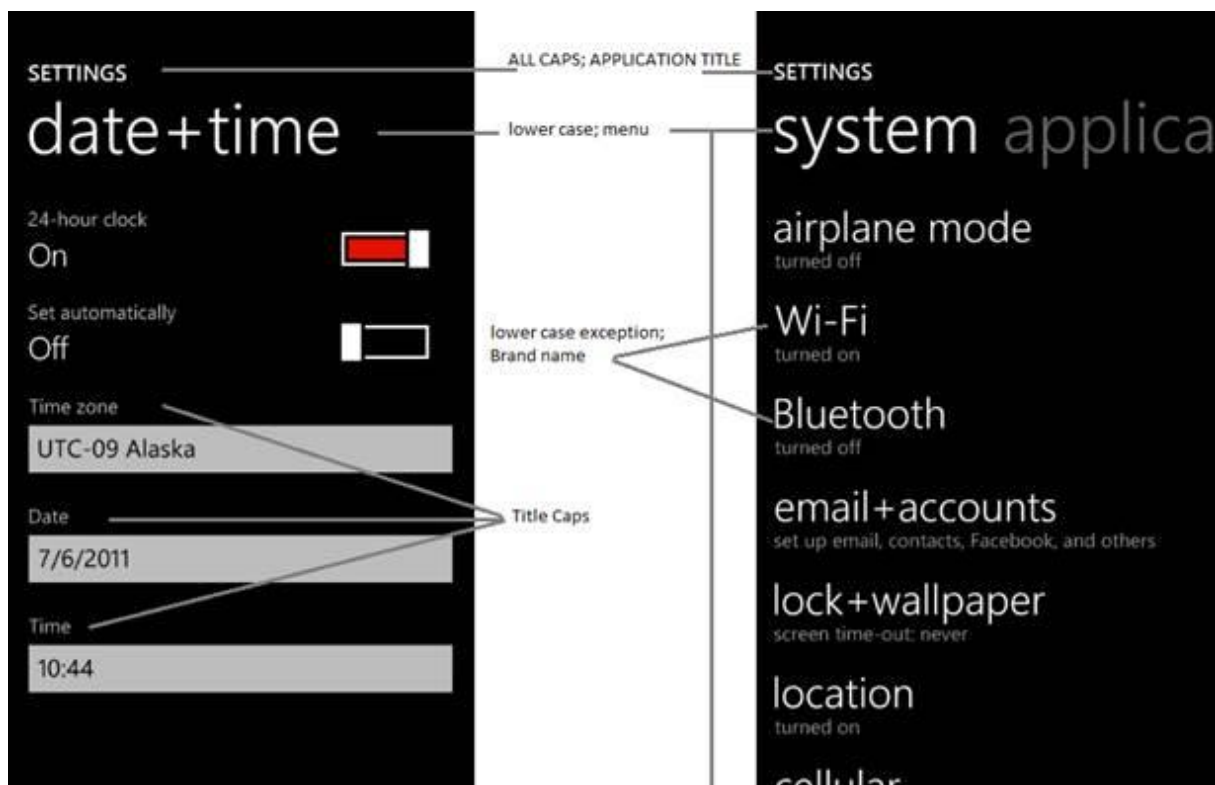 SETTINGS
date+time
24-hour clock
On
Set automatically
Off
Time zone
UTC-09 Alaska
Date
7/6/2011
Time
10:44
ALL CAPS; APPLICATION TITLE
lower case; menu
lower case exception;
Brand name
Title Caps
SETTINGS
system applica
airplane mode
turned off
Wi-Fi
turned on
Bluetooth
turned off
email+accounts
set up email, contacts, Facebook, and others
lock+wallpaper
screen time-out: never
location
turned on
cellular